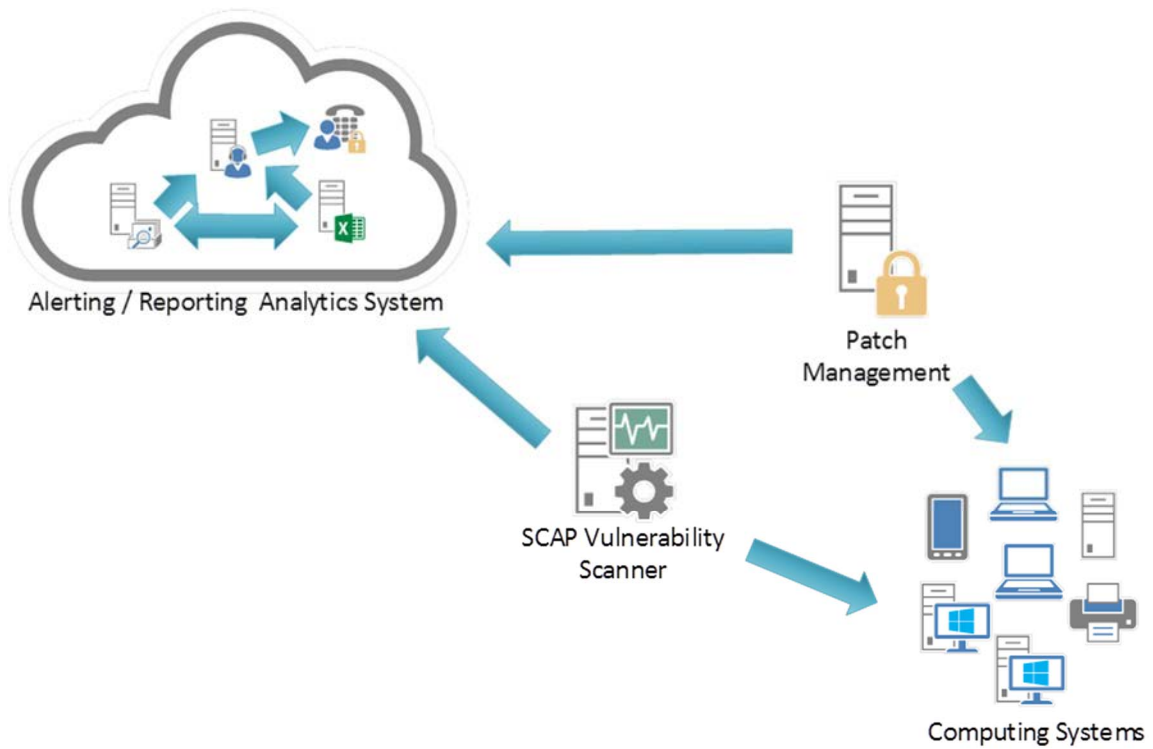 Alerting / Reporting Analytics System
Patch
Management
SCAP Vulnerability
Scanner
Computing Systems